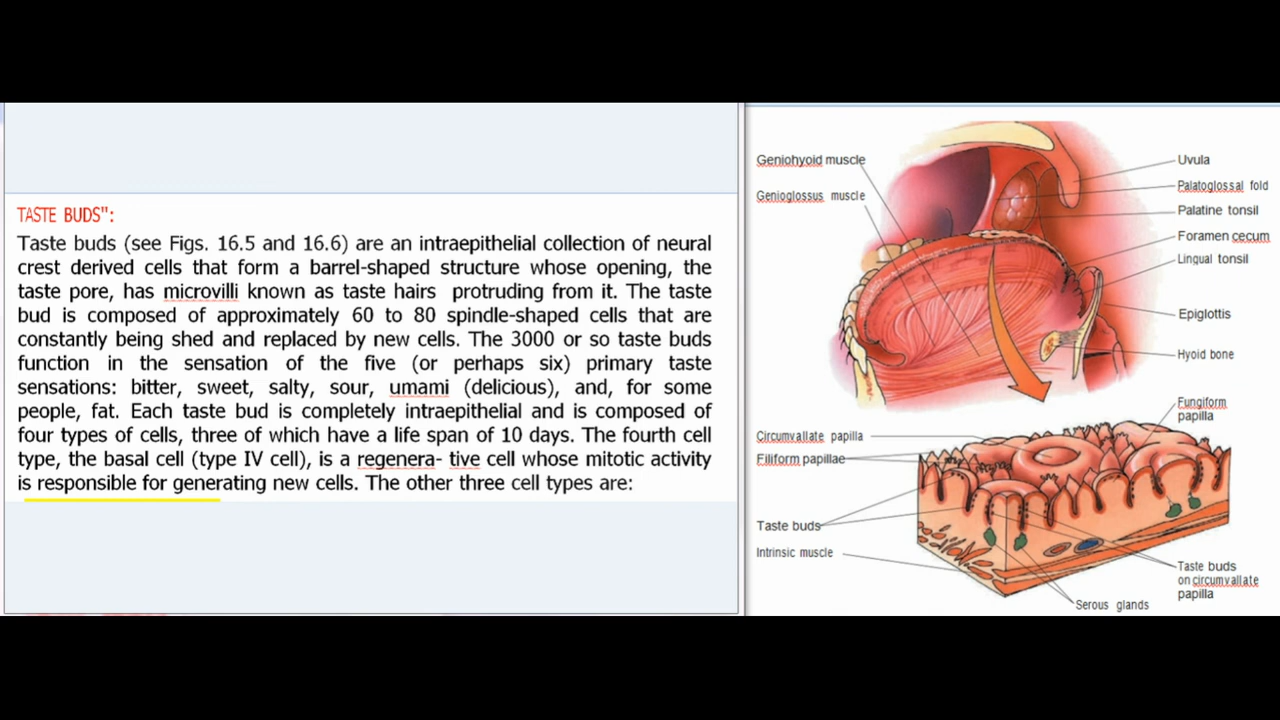 TASTE BUDS":
Taste buds (see Figs. 16.5 and 16.6) are an intraepithelial collection of neural
crest derived cells that form a barrel-shaped structure whose opening, the
taste pore, has microvilli known as taste hairs protruding from it. The taste
bud is composed of approximately 60 to 80 spindle-shaped cells that are
constantly being shed and replaced by new cells. The 3000 or so taste buds
function in the sensation of the five (or perhaps six) primary taste
sensations: bitter, sweet, salty, sour, umami (delicious), and, for some
people, fat. Each taste bud is completely intraepithelial and is composed of
four types of cells, three of which have a life span of 10 days. The fourth cell
type, the basal cell (type IV cell), is a regenera- tive cell whose mitotic activity
is responsible for generating new cells. The other three cell types are:
Geniohyoid muscle
Genioglossus muscle
Uvula
Palatoglossal fold
Palatine tonsil
Foramen cecum
Lingual tonsil
Epiglottis
Hyoid bone
Fungiform
papilla
Circumvallate papilla
Filiform papillae
Taste buds
Intrinsic muscle
Taste buds
on circumvallate
papilla
Serous glands